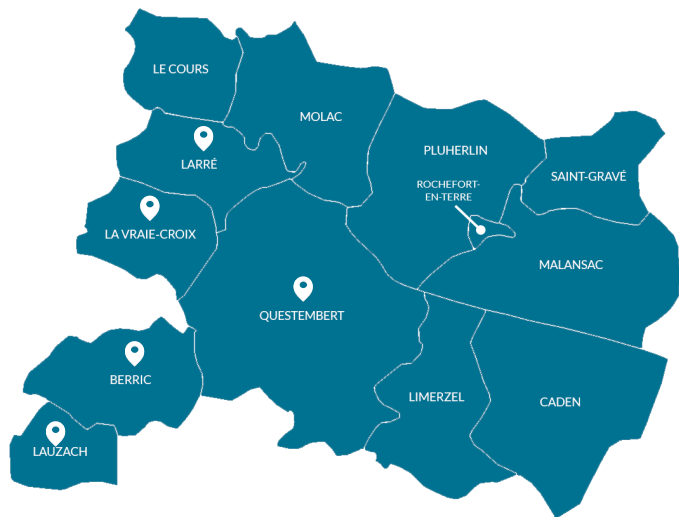 LE COURS
MOLAC
PLUHERLIN
LARRÉ
SAINT-GRAVÉ
ROCHEFORT-
EN-TERRE
LA VRAIE-CROIX
MALANSAC
QUESTEMBERT
BERRIC
LIMERZEL
CADEN
LAUZACH